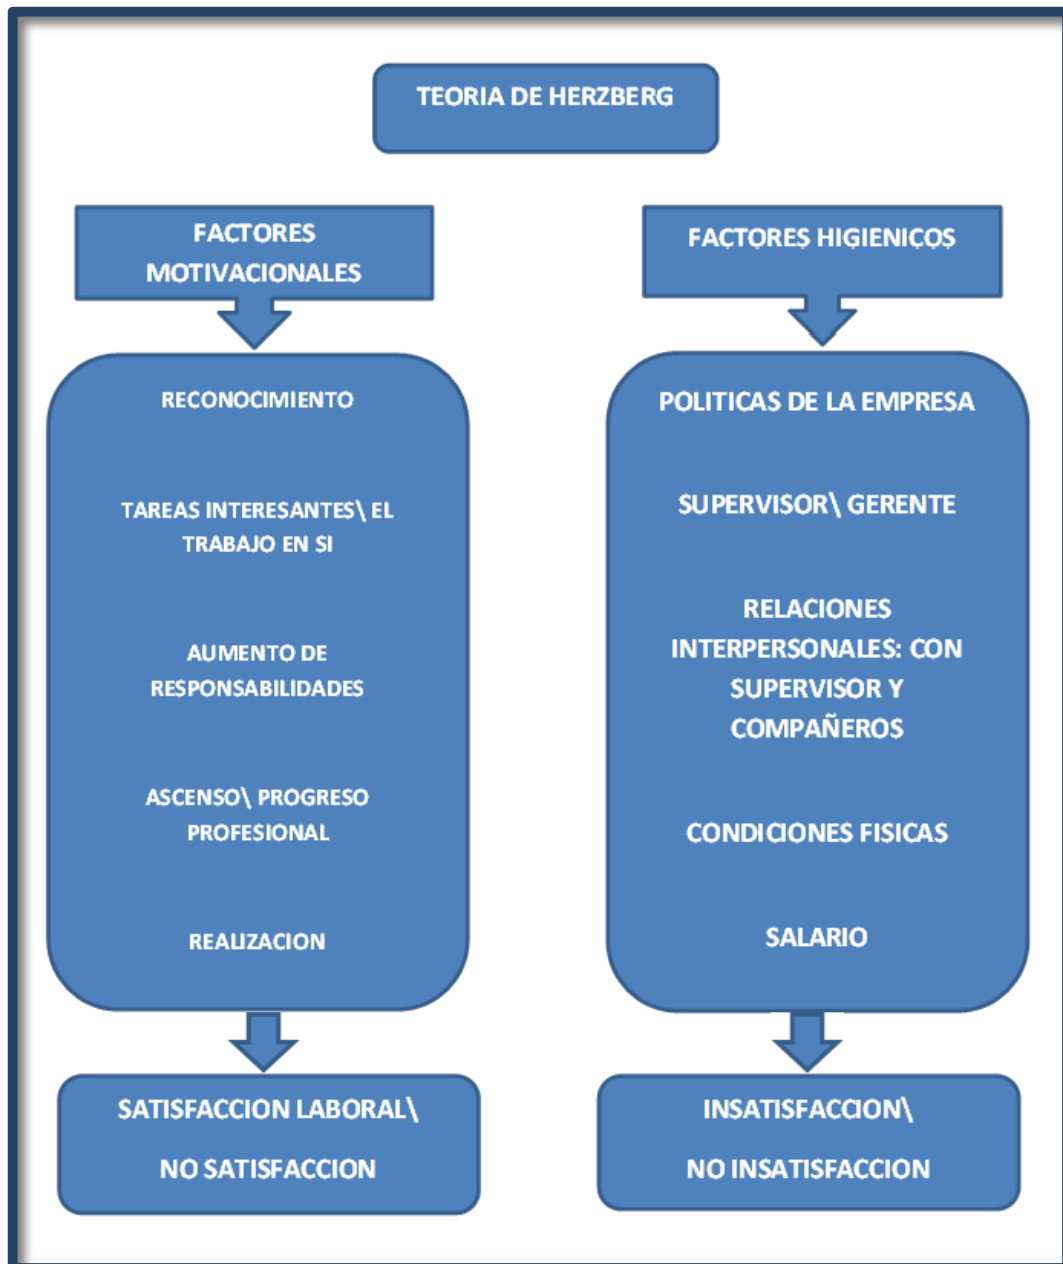 TEORIA DE HERZBERG
FACTORES
MOTIVACIONALES
RECONOCIMIENTO
TAREAS INTERESANTES\ EL
TRABAJO EN SI
AUMENTO DE
RESPONSABILIDADES
ASCENSO\ PROGRESO
PROFESIONAL
REALIZACION
SATISFACCION LABORAL\
NO SATISFACCION
FACTORES HIGIENICOS
POLITICAS DE LA EMPRESA
SUPERVISOR\ GERENTE
RELACIONES
INTERPERSONALES: CON
SUPERVISOR Y
COMPAÑEROS
CONDICIONES FISICAS
SALARIO
INSATISFACCION\
NO INSATISFACCION